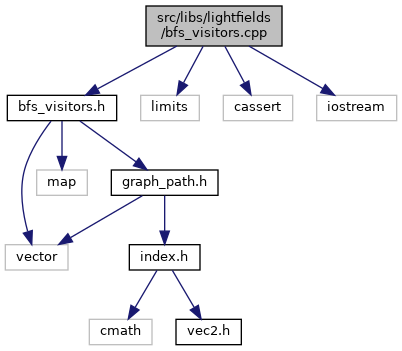 src/libs/lightfields
/bfs_visitors.cpp
bfs_visitors.h
limits
cassert
iostream
map
graph_path.h
vector
index.h
cmath
vec2.h